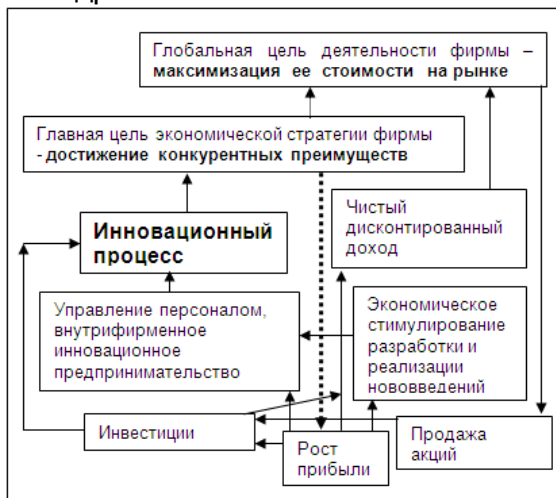 Глобальная цель деятельности фирмы –
максимизация ее стоимости на рынке
Главная цель экономической стратегии фирмы
- достижение конкурентных преимуществ
Инновационный
процесс
Чистый
дисконтированный
доход
Управление персоналом,
внутрифирменное
инновационное
предпринимательство
Экономическое
стимулирование
разработки и
реализации
нововведений
Инвестиции
Рост
прибыли
Продажа
акций